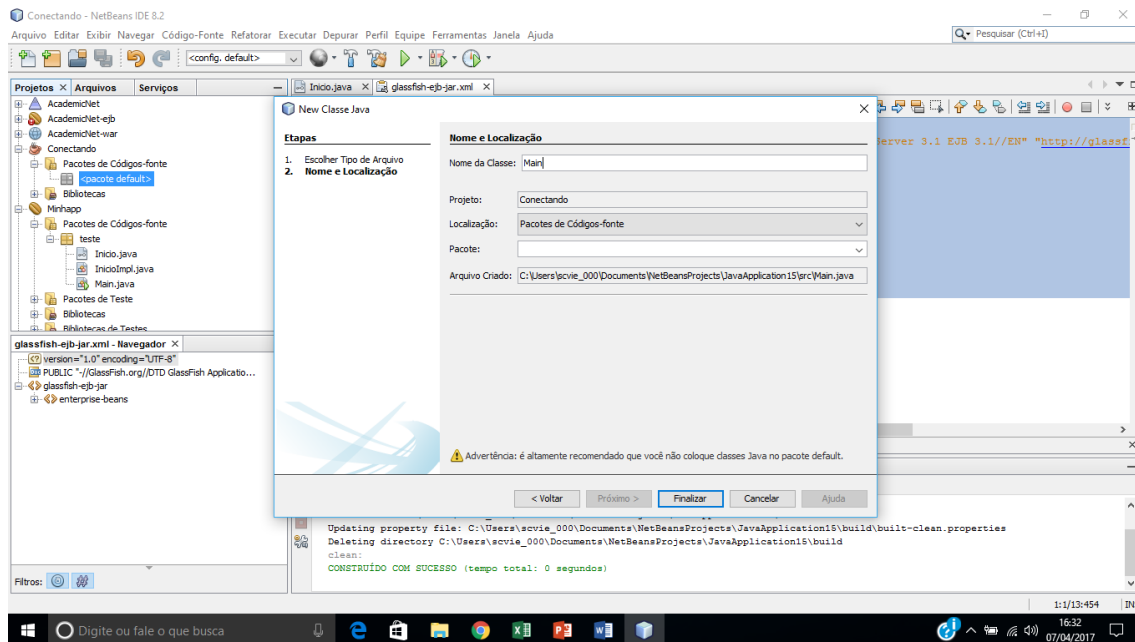 Conectando - NetBeans IDE 8.2
Arquivo Editar Exibir Navegar Código-Fonte Refatorar Executar Depurar Perfil Equipe Ferramentas Janela Ajuda
Pesquisar (Ctrl+I)
<config. default>
Projetos Arquivos Serviços
Inicio.java glassfish-ejb-jar.xml
AcademicNet
AcademicNet-ejb
AcademicNet-war
Conectando
Pacotes de Códigos-fonte
<pacote default>
Bibliotecas
Minhapp
Pacotes de Códigos-fonte
teste
Inicio.java
InicioImpl.java
Main.java
Pacotes de Teste
Bibliotecas
Bibliotecas de Testes
glassfish-ejb-jar.xml - Navegador
version="1.0" encoding="UTF-8"
PUBLIC "-//GlassFish.org//DTD GlassFish Applicatio...
glassfish-ejb-jar
enterprise-beans
Filtros:
New Classe Java
Etapas
1. Escolher Tipo de Arquivo
2. Nome e Localização
Nome e Localização
Nome da Classe: Main
Projeto: Conectando
Localização: Pacotes de Códigos-fonte
Pacote:
Arquivo Criado: C:\Users\scvie_000\Documents\NetBeansProjects\JavaApplication15\src\Main.java
Advertência: é altamente recomendado que você não coloque classes Java no pacote default.
< Voltar Próximo > Finalizar Cancelar Ajuda
erver 3.1 EJB 3.1//EN" "http://glassf
Updating property file: C:\Users\scvie_000\Documents\NetBeansProjects\JavaApplication15\build\built-clean.properties
Deleting directory C:\Users\scvie_000\Documents\NetBeansProjects\JavaApplication15\build
clean:
CONSTRUÍDO COM SUCESSO (tempo total: 0 segundos)
1:1/13:454 IN
Digite ou fale o que busca
16:32
07/04/2017